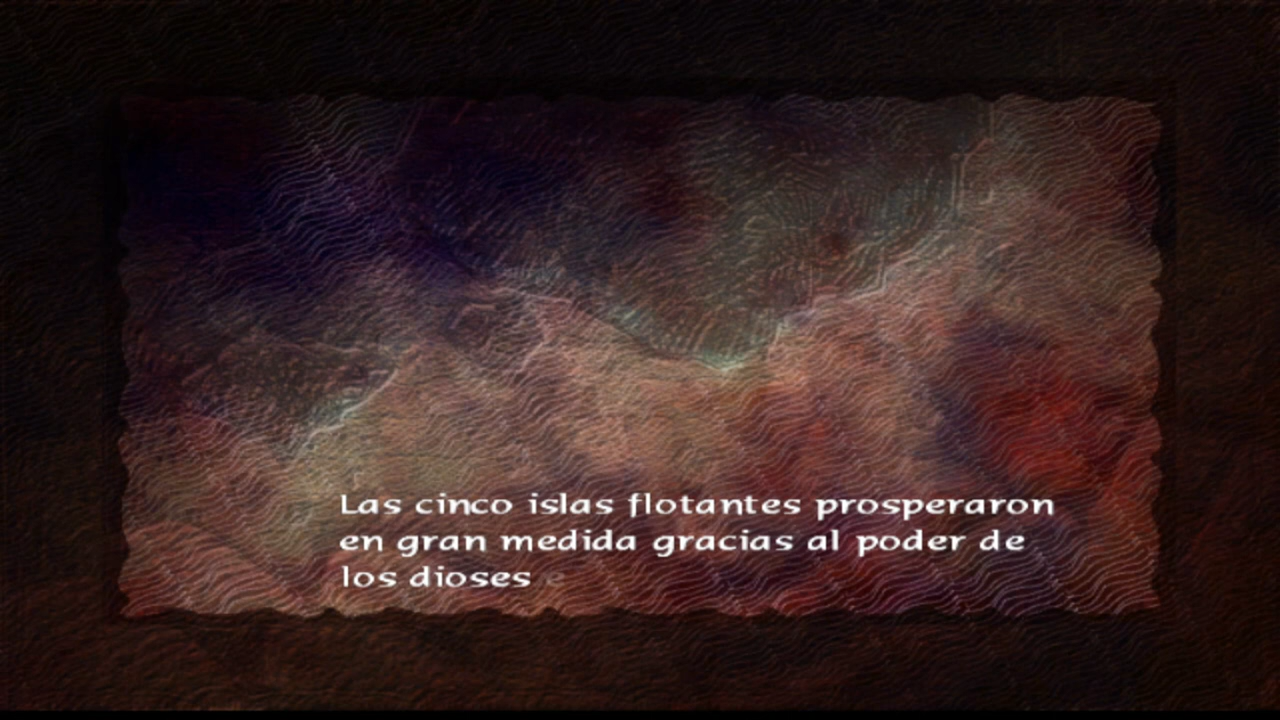 Las cinco islas flotantes prosperaron
en gran medida gracias al poder de
los dioses